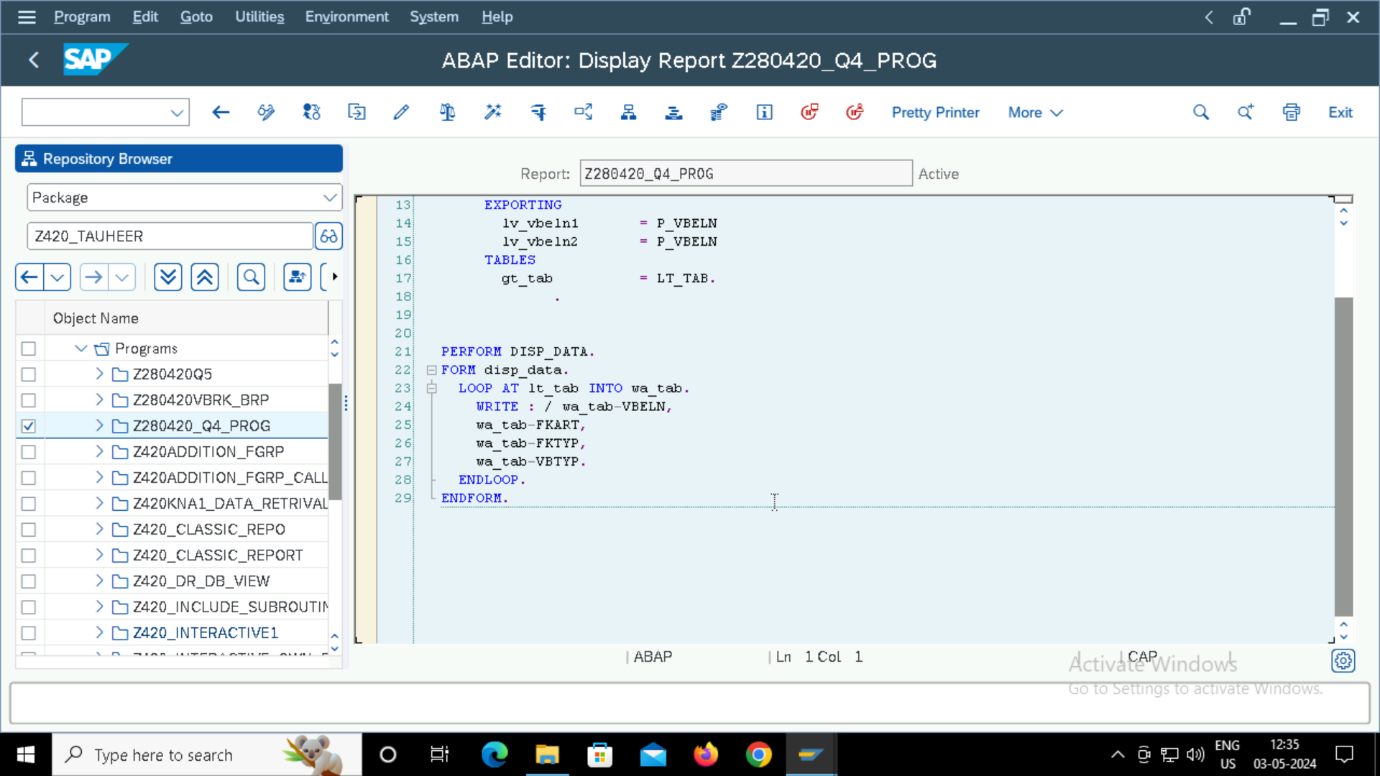 Program Edit Goto Utilities Environment System Help
SAP ABAP Editor: Display Report Z280420_Q4_PROG
Pretty Printer More Exit
Repository Browser
Package
Z420_TAUHEER
Object Name
Programs
Z280420Q5
Z280420VBRK_BRP
Z280420_Q4_PROG
Z420ADDITION_FGRP
Z420ADDITION_FGRP_CALL
Z420KNA1_DATA_RETRIVAL
Z420_CLASSIC_REPO
Z420_CLASSIC_REPORT
Z420_DR_DB_VIEW
Z420_INCLUDE_SUBROUTIN
Z420_INTERACTIVE1
Report: Z280420_Q4_PROG Active
13 EXPORTING
14 lv_vbeln1 = P_VBELN
15 lv_vbeln2 = P_VBELN
16 TABLES
17 gt_tab = LT_TAB.
18 .
19
20
21 PERFORM DISP_DATA.
22 FORM disp_data.
23 LOOP AT lt_tab INTO wa_tab.
24 WRITE : / wa_tab-VBELN,
25 wa_tab-FKART,
26 wa_tab-FKTYP,
27 wa_tab-VBTYP.
28 ENDLOOP.
29 ENDFORM.
ABAP Ln 1 Col 1 CAP
Activate Windows
Go to Settings to activate Windows.
Type here to search
ENG
US
12:35
03-05-2024